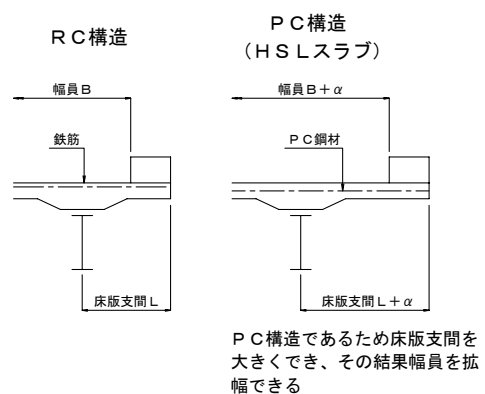 ＲＣ構造
ＰＣ構造
（ＨＳＬスラブ）
幅員Ｂ
幅員Ｂ＋α
鉄筋
ＰＣ鋼材
床版支間Ｌ
床版支間Ｌ＋α
ＰＣ構造であるため床版支間を
大きくでき、その結果幅員を拡
幅できる